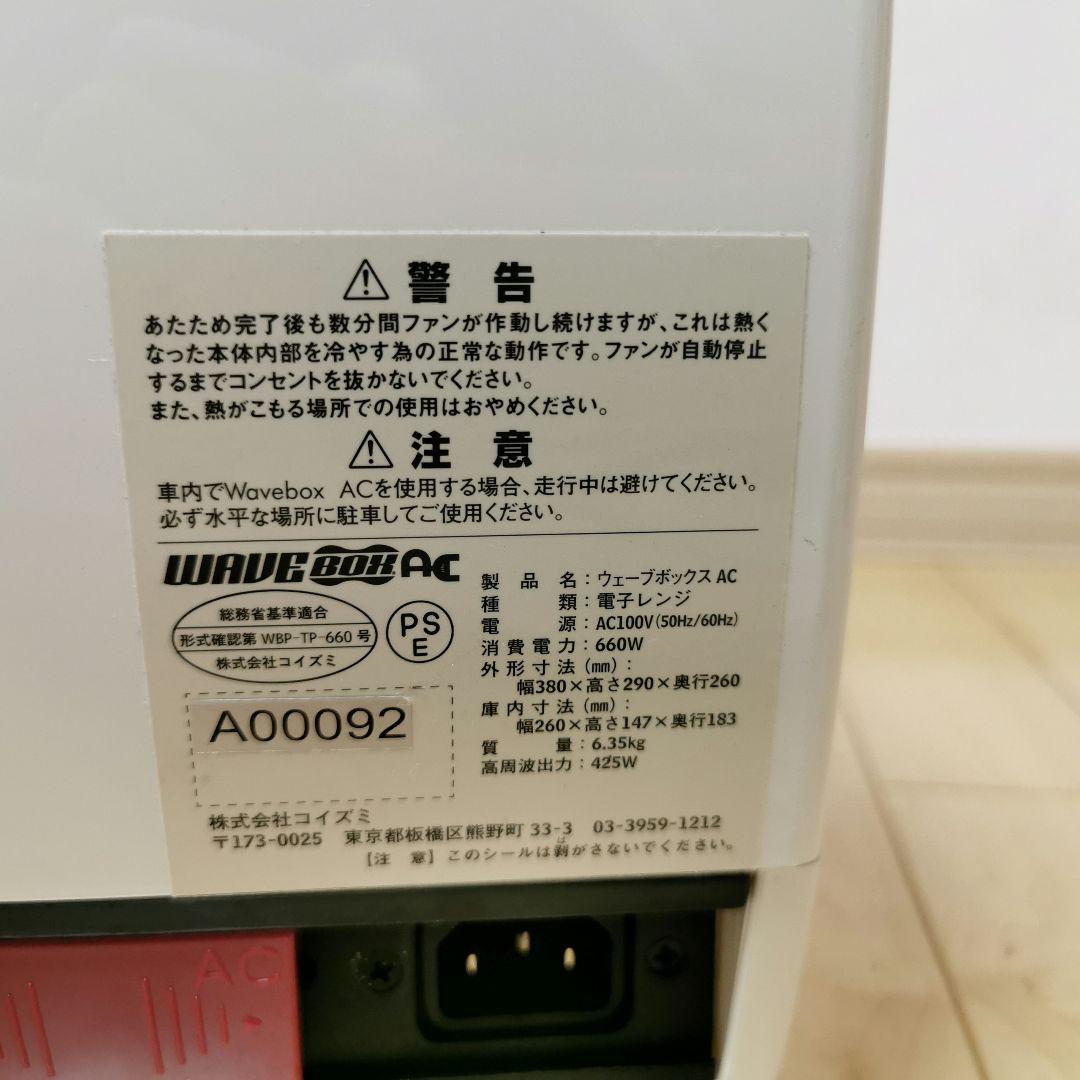 警告
あたため完了後も数分間ファンが作動し続けますが、これは熱く
なった本体内部を冷やす為の正常な動作です。ファンが自動停止
するまでコンセントを抜かないでください。
また、熱がこもる場所での使用はおやめください。
注意
車内でWavebox ACを使用する場合、走行中は避けてください。
必ず水平な場所に駐車してご使用ください。
WAVE BOX AC
総務省基準適合
形式確認第 WBP-TP-660 号
株式会社コイズミ
PSE
A00092
製品名：ウェーブボックス AC
種類：電子レンジ
電源：AC100V(50Hz/60Hz)
消費電力：660W
外形寸法（mm）：
幅380×高さ290×奥行260
庫内寸法（mm）：
幅260×高さ147×奥行183
質量：6.35kg
高周波出力：425W
株式会社コイズミ
〒173-0025 東京都板橋区熊野町 33-3 03-3959-1212
【注 意】このシールは剥がさないでください。
AC